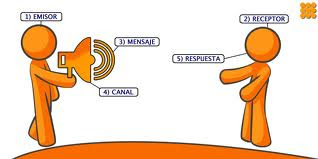 1) EMISOR
2) RECEPTOR
3) MENSAJE
5) RESPUESTA
4) CANAL